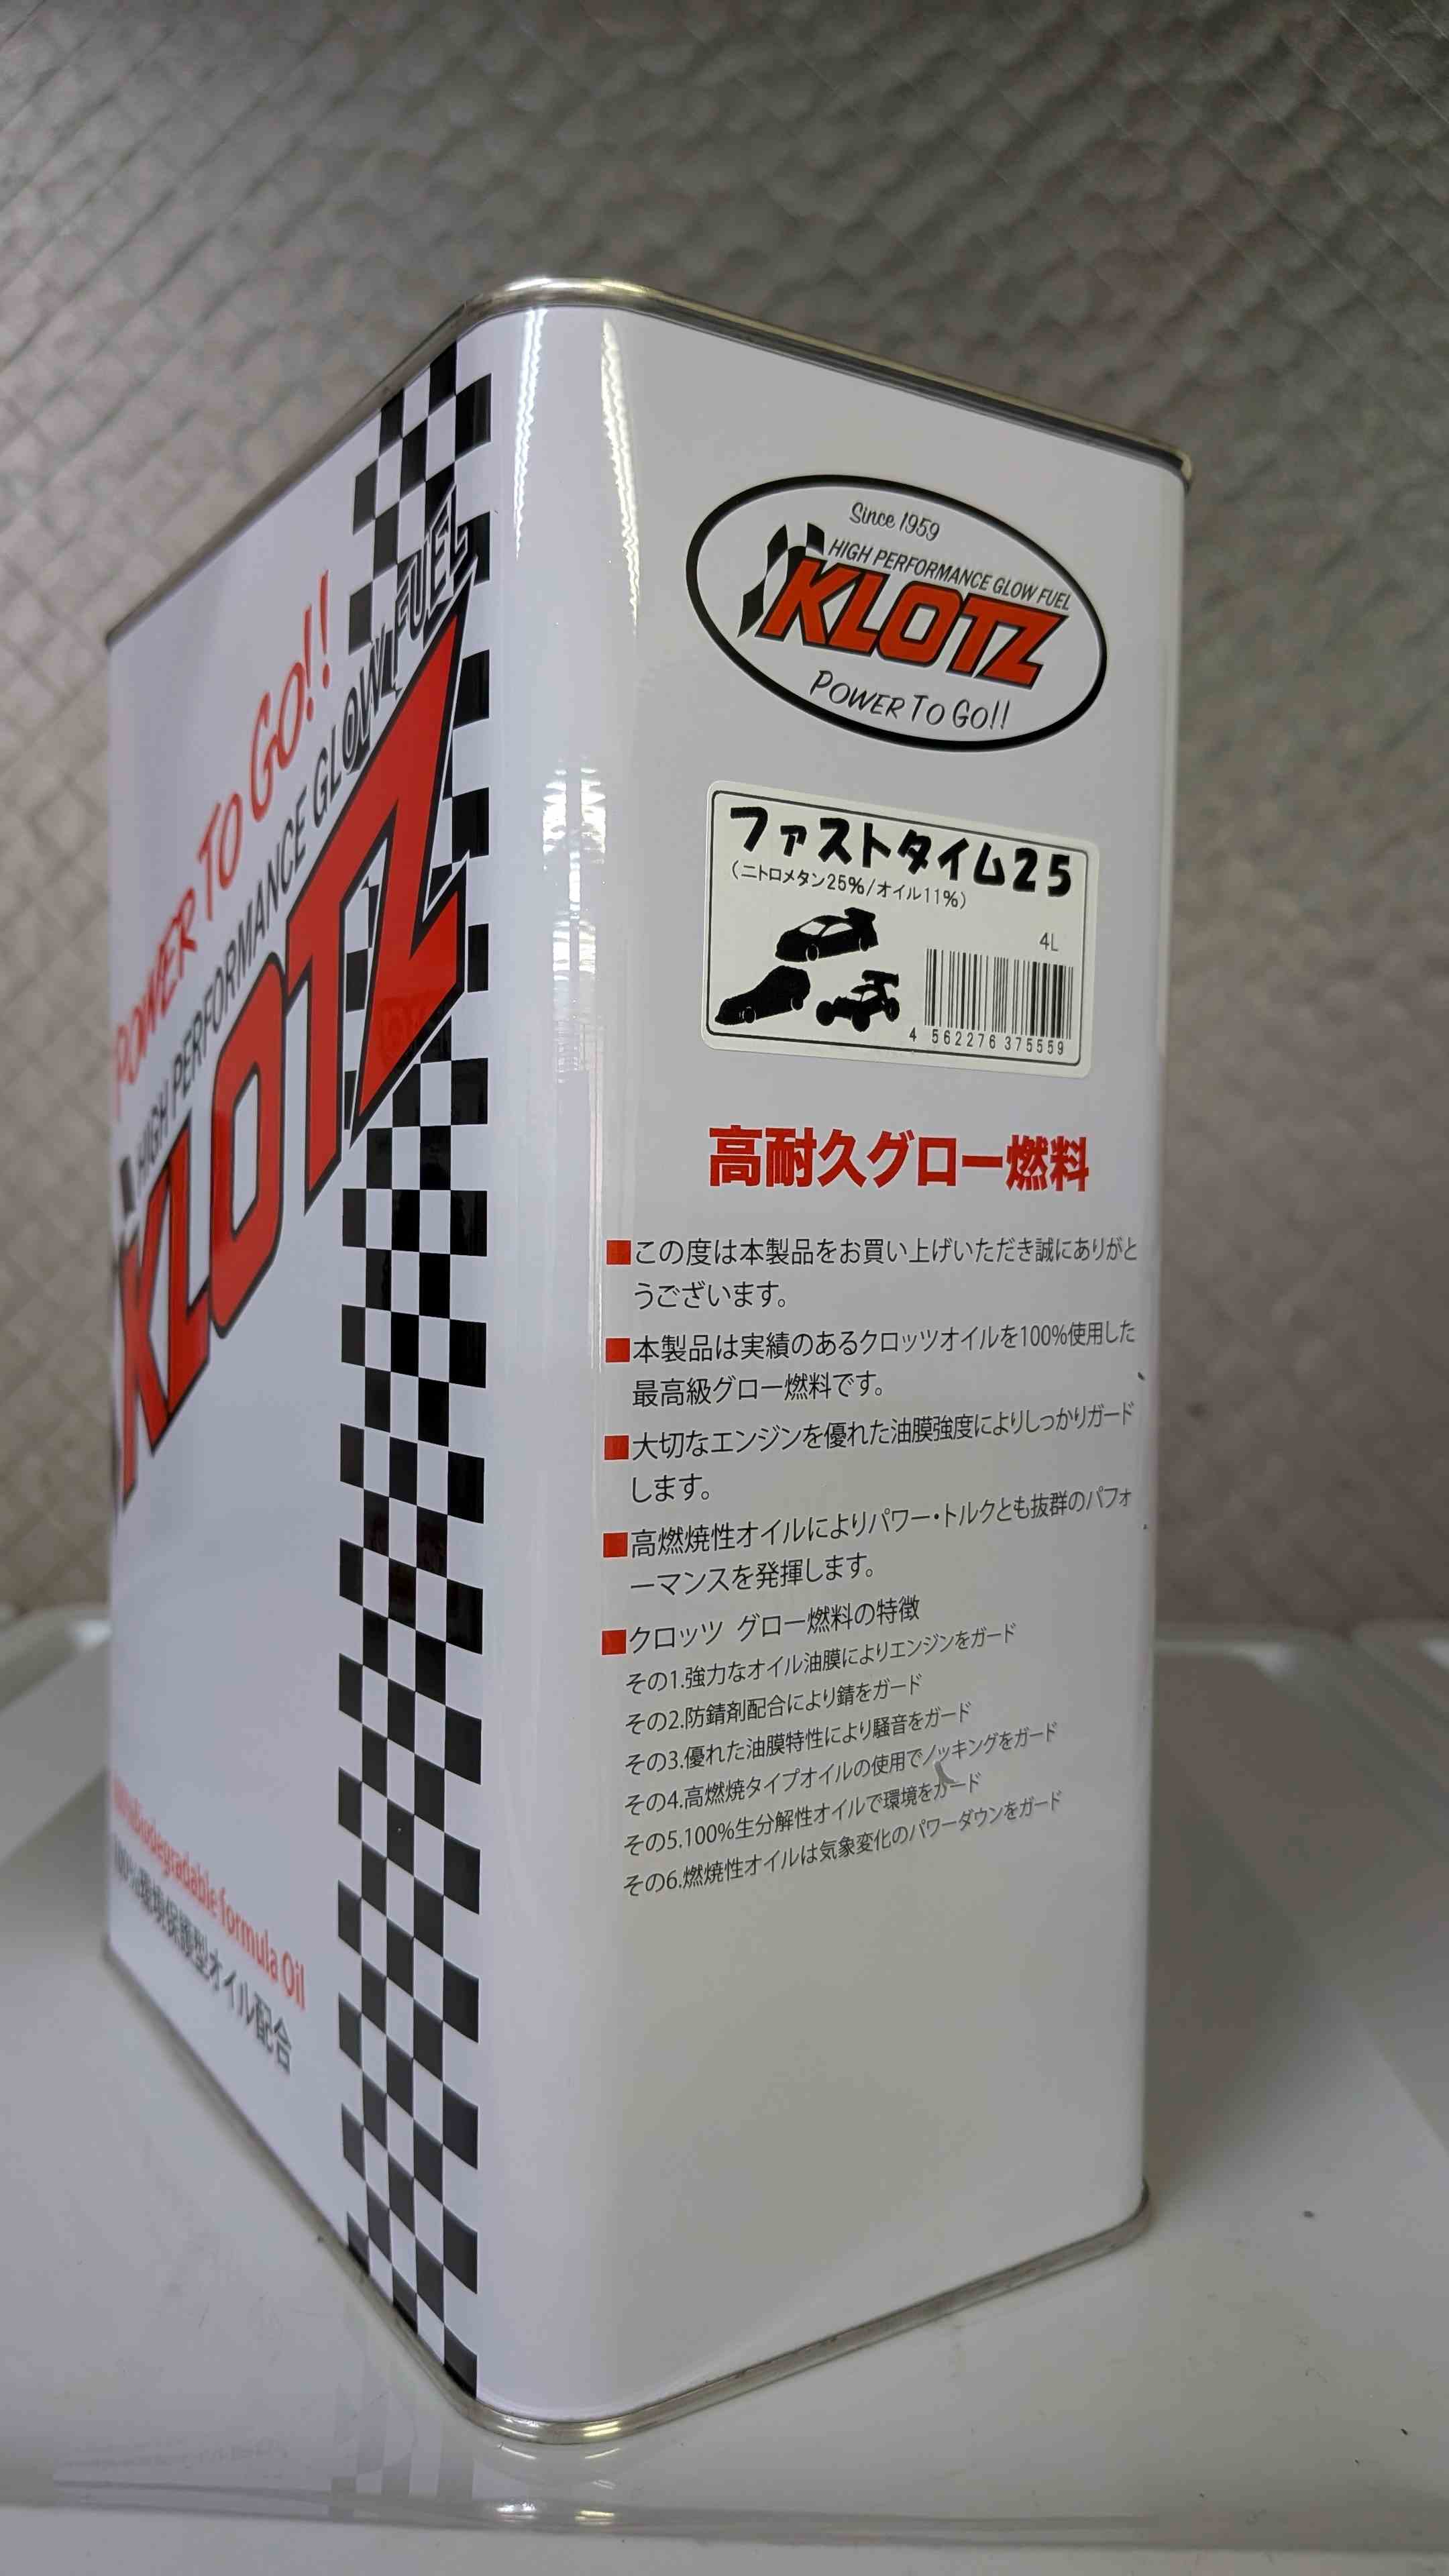 POWER TO GO!!
HIGH PERFORMANCE GLOW FUEL
KLOTZ
biodegradable formula Oil
100%環境保護型オイル配合
Since 1959
HIGH PERFORMANCE GLOW FUEL
KLOTZ
POWER TO GO!!
ファストタイム25
(ニトロメタン25%/オイル11%)
4L
4 562276 375559
高耐久グロー燃料
■この度は本製品をお買い上げいただき誠にありがと
うございます。
■本製品は実績のあるクロッツオイルを100%使用した
最高級グロー燃料です。
■大切なエンジンを優れた油膜強度によりしっかりガード
します。
■高燃焼性オイルによりパワー・トルクとも抜群のパフォ
ーマンスを発揮します。
■クロッツ グロー燃料の特徴
その1.強力なオイル油膜によりエンジンをガード
その2.防錆剤配合により錆をガード
その3.優れた油膜特性により騒音をガード
その4.高燃焼タイプオイルの使用でノッキングをガード
その5.100%生分解性オイルで環境をガード
その6.燃焼性オイルは気象変化のパワーダウンをガード